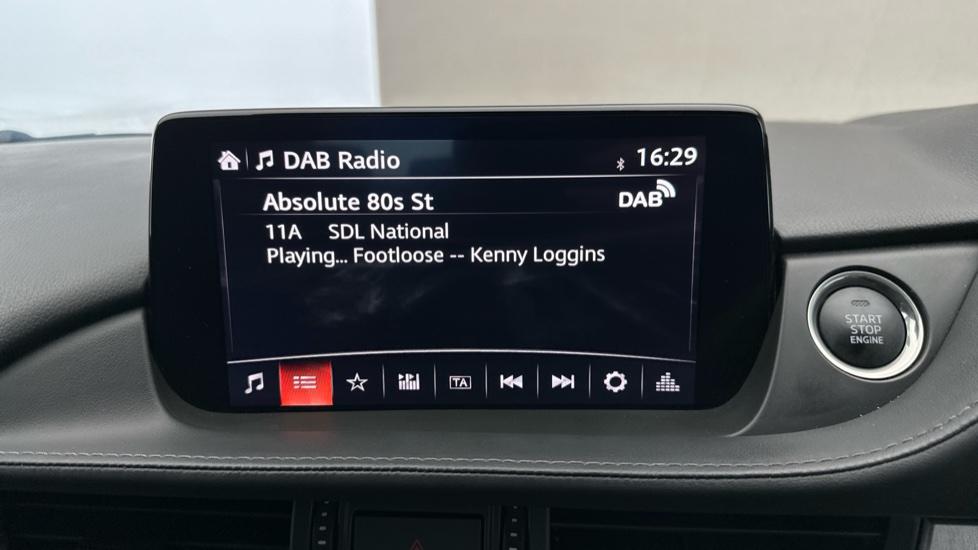 DAB Radio 16:29
Absolute 80s St DAB
11A SDL National
Playing... Footloose -- Kenny Loggins
TA
START
STOP
ENGINE